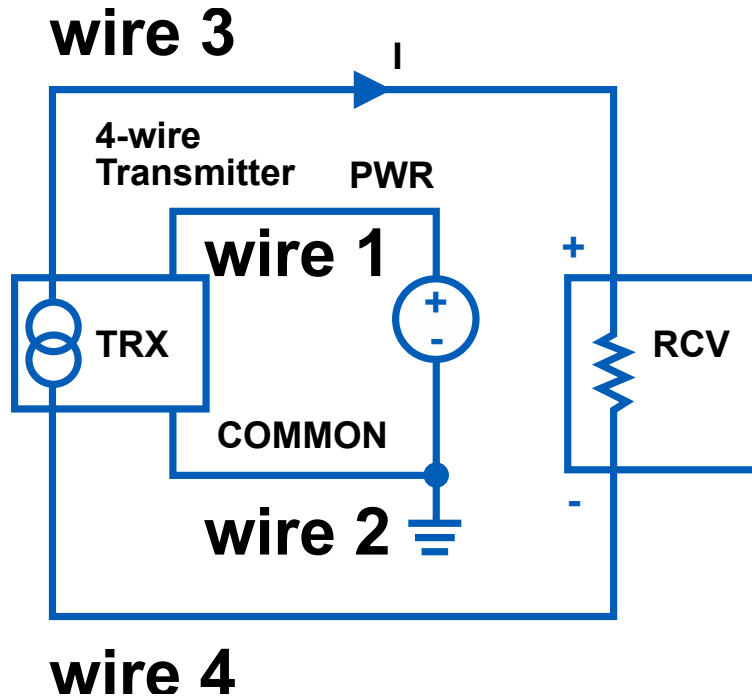 wire 3
I
4-wire
Transmitter
PWR
wire 1
+
+
-
TRX
RCV
COMMON
-
wire 2
wire 4